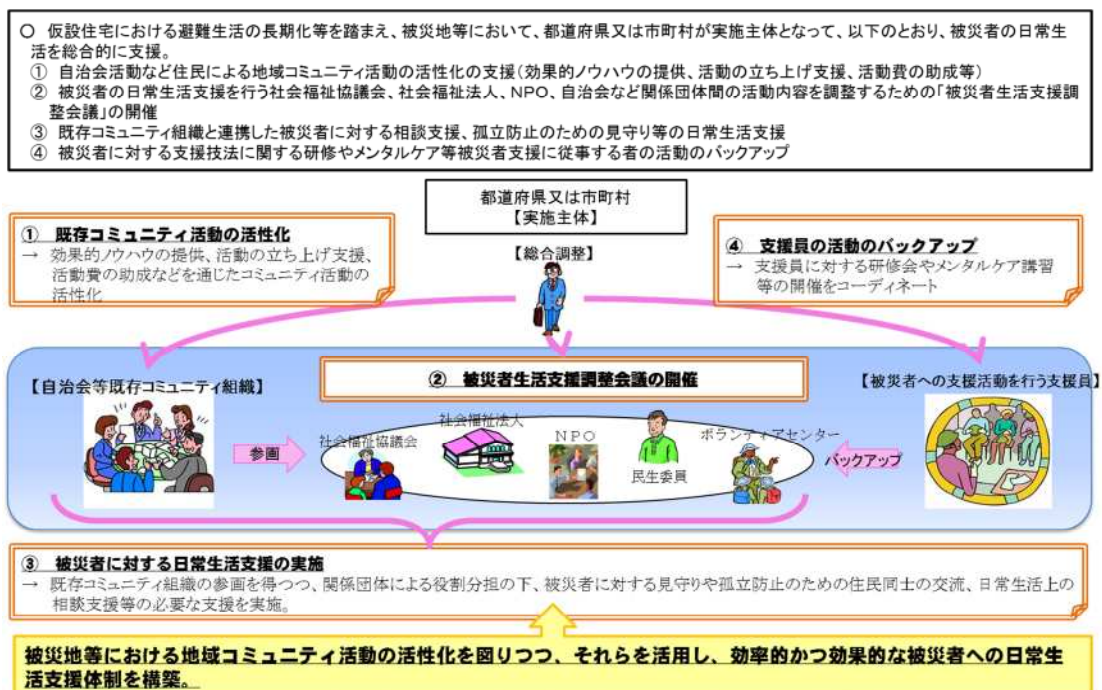 ○ 仮設住宅における避難生活の長期化等を踏まえ、被災地等において、都道府県又は市町村が実施主体となって、以下のとおり、被災者の日常生
活を総合的に支援。
① 自治会活動など住民による地域コミュニティ活動の活性化の支援(効果的ノウハウの提供、活動の立ち上げ支援、活動費の助成等)
② 被災者の日常生活支援を行う社会福祉協議会、社会福祉法人、NPO、自治会など関係団体間の活動内容を調整するための「被災者生活支援調
整会議」の開催
③ 既存コミュニティ組織と連携した被災者に対する相談支援、孤立防止のための見守り等の日常生活支援
④ 被災者に対する支援技法に関する研修やメンタルケア等被災者支援に従事する者の活動のバックアップ
都道府県又は市町村
【実施主体】
【総合調整】
① 既存コミュニティ活動の活性化
→ 効果的ノウハウの提供、活動の立ち上げ支援、
活動費の助成などを通じたコミュニティ活動の
活性化
④ 支援員の活動のバックアップ
→ 支援員に対する研修会やメンタルケア講習
等の開催をコーディネート
【自治会等既存コミュニティ組織】
② 被災者生活支援調整会議の開催
【被災者への支援活動を行う支援員】
参画
社会福祉協議会
社会福祉法人
NPO
民生委員
ボランティアセンター
バックアップ
③ 被災者に対する日常生活支援の実施
→ 既存コミュニティ組織の参画を得つつ、関係団体による役割分担の下、被災者に対する見守りや孤立防止のための住民同士の交流、日常生活上の
相談支援等の必要な支援を実施。
被災地等における地域コミュニティ活動の活性化を図りつつ、それらを活用し、効率的かつ効果的な被災者への日常生
活支援体制を構築。